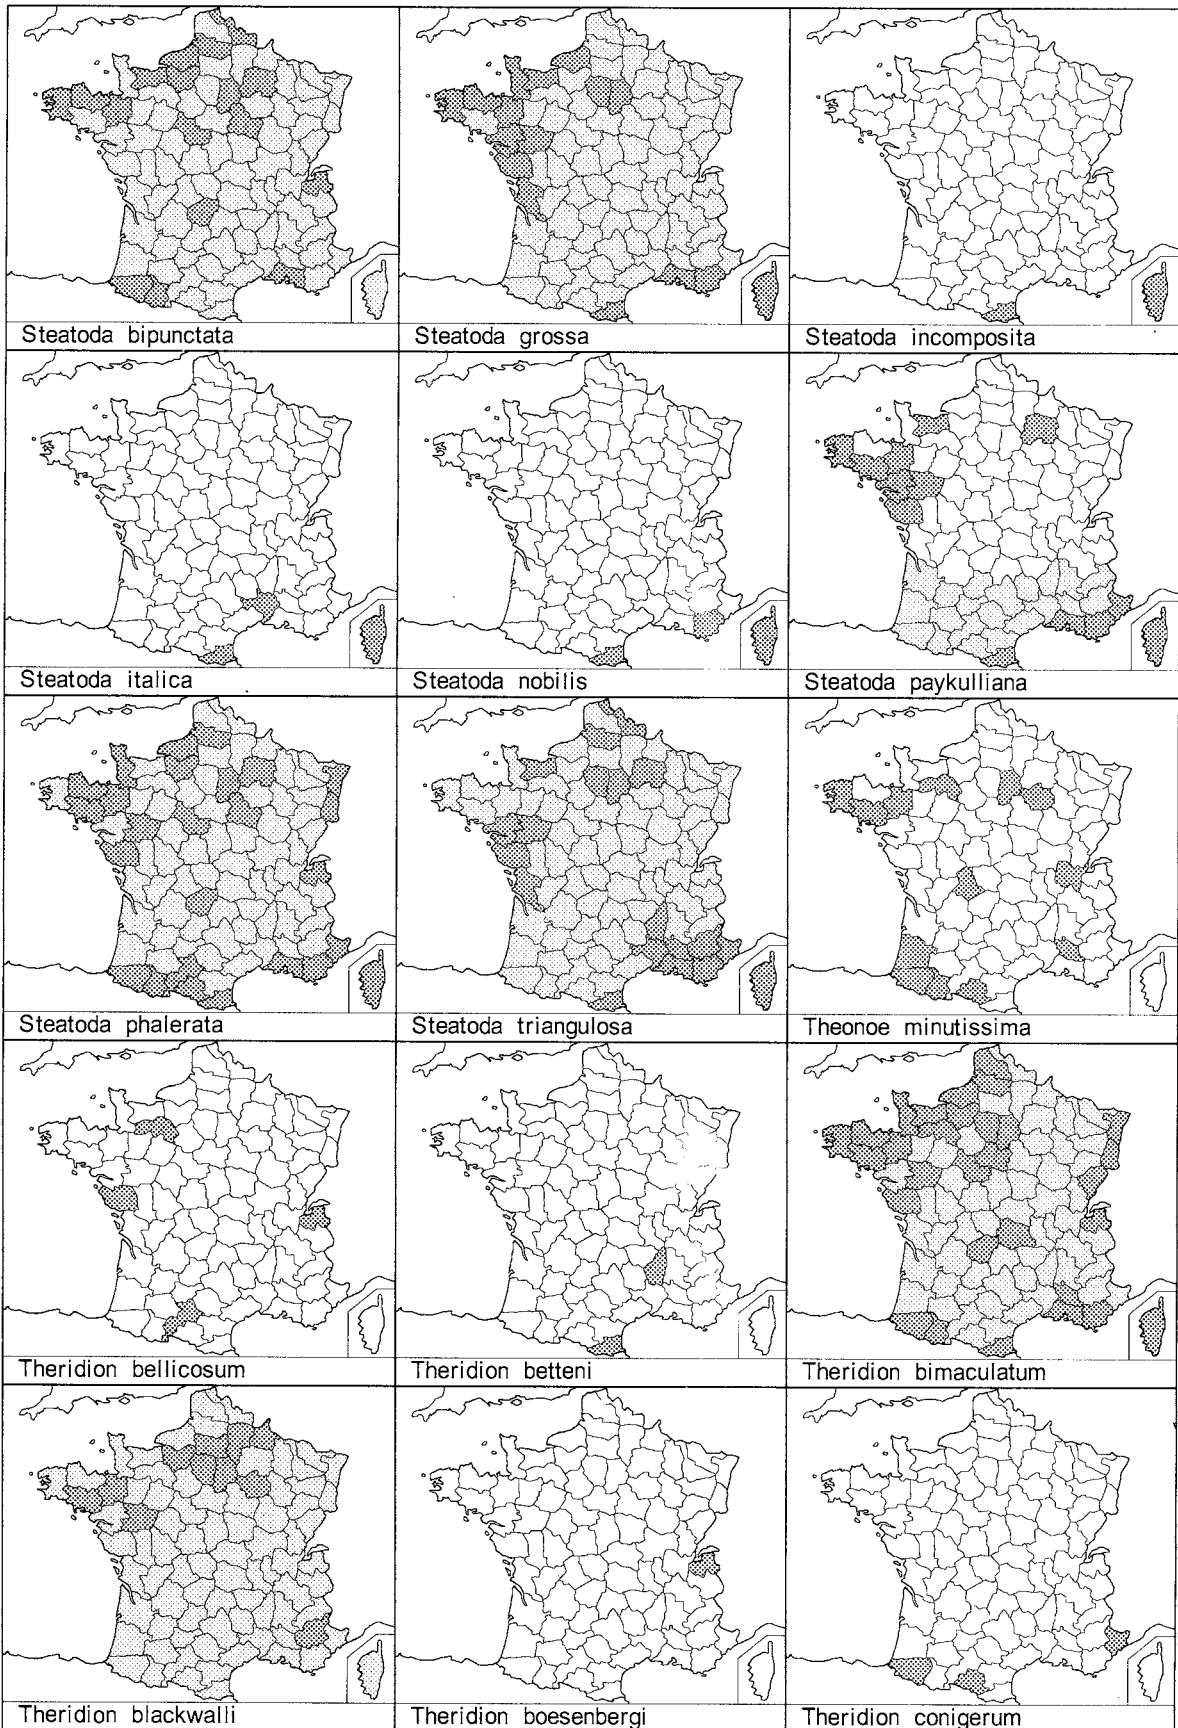 Steatoda bipunctata
Steatoda grossa
Steatoda incomposita
Steatoda italica
Steatoda nobilis
Steatoda paykulliana
Steatoda phalerata
Steatoda triangulosa
Theonoe minutissima
Theridion bellicosum
Theridion betteni
Theridion bimaculatum
Theridion blackwalli
Theridion boesenbergi
Theridion conigerum